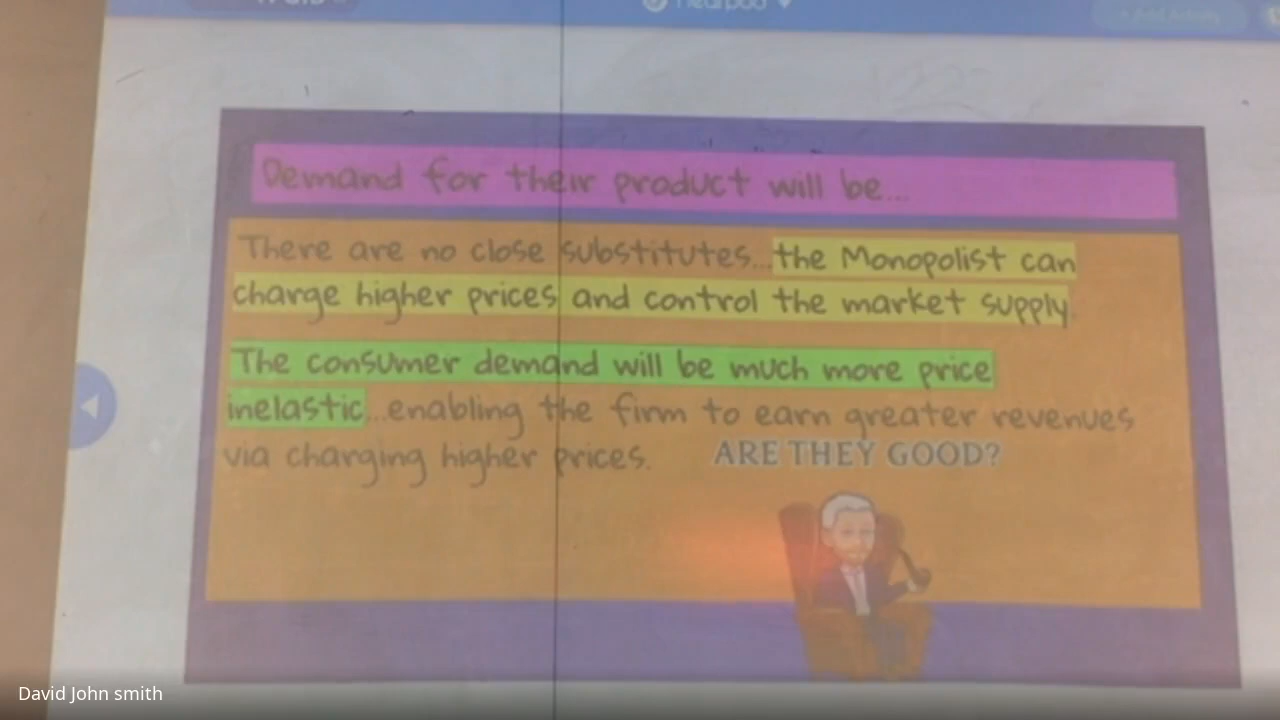 nearpod
Demand for their product will be...
There are no close substitutes...the Monopolist can
charge higher prices and control the market supply.
The consumer demand will be much more price
inelastic...enabling the firm to earn greater revenues
via charging higher prices.
ARE THEY GOOD?
David John smith